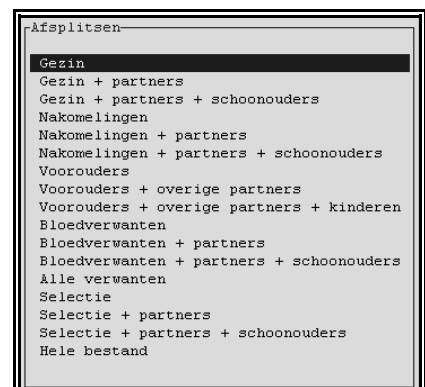 Afsplitsen
Gezin
Gezin + partners
Gezin + partners + schoonouders
Nakomelingen
Nakomelingen + partners
Nakomelingen + partners + schoonouders
Voorouders
Voorouders + overige partners
Voorouders + overige partners + kinderen
Bloedverwanten
Bloedverwanten + partners
Bloedverwanten + partners + schoonouders
Alle verwanten
Selectie
Selectie + partners
Selectie + partners + schoonouders
Hele bestand